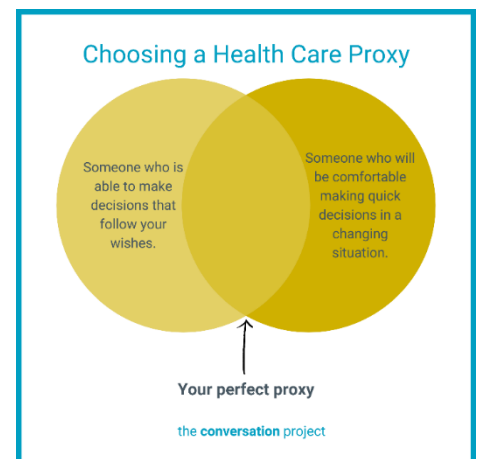 Choosing a Health Care Proxy
Someone who is
able to make
decisions that
follow your
wishes.
Someone who will
be comfortable
making quick
decisions in a
changing
situation.
Your perfect proxy
the conversation project